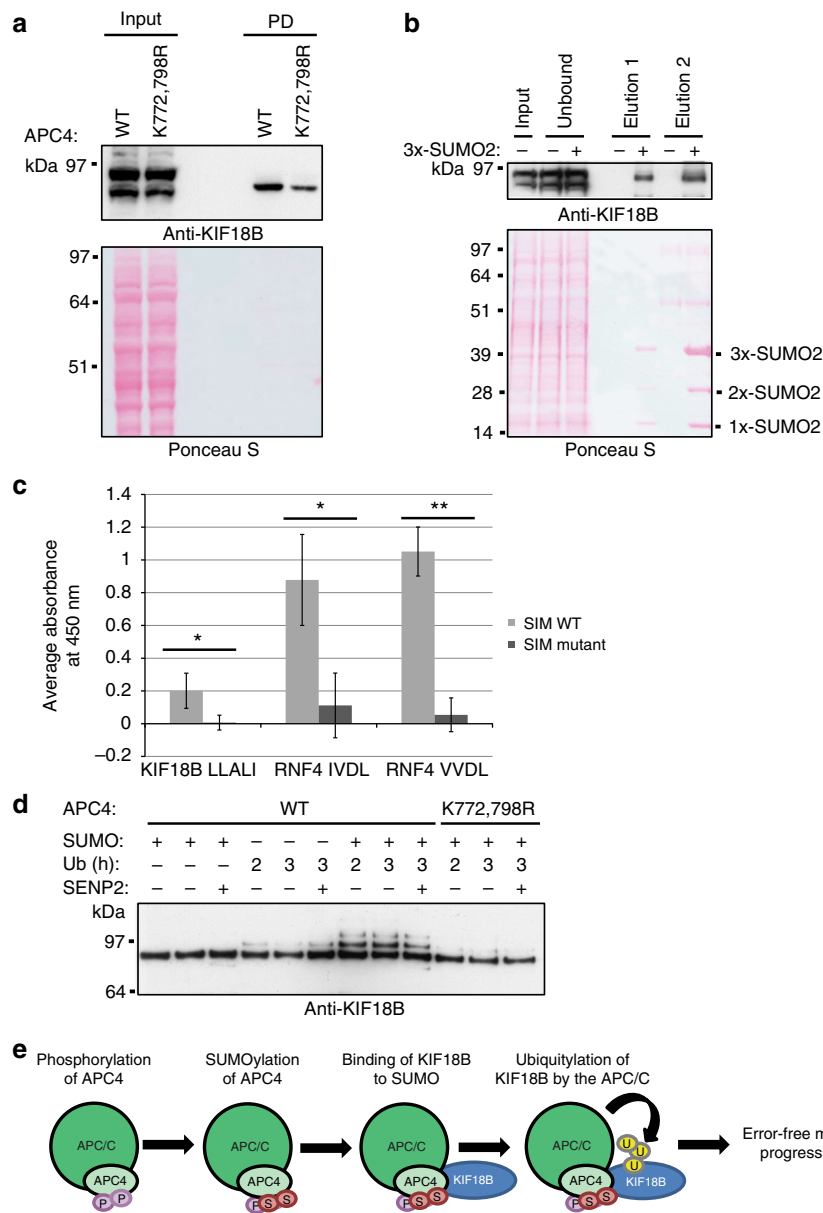 a
Input PD
APC4: WT K772,798R WT K772,798R
kDa 97
Anti-KIF18B
97
64
51
Ponceau S
b
Input Unbound Elution 1 Elution 2
3x-SUMO2 – – + – + – +
kDa 97
Anti-KIF18B
97
64
51
39
28
14
3x-SUMO2
2x-SUMO2
1x-SUMO2
Ponceau S
c
Average absorbance
at 450 nm
1.4
1.2
1
0.8
0.6
0.4
0.2
0
–0.2
* * **
SIM WT
SIM mutant
KIF18B LLALI RNF4 IVDL RNF4 VVDL
d
APC4: WT K772,798R
SUMO: + + + – – – + + + + + +
Ub (h): – – – 2 3 3 2 3 3 2 3 3
SENP2: – – + – – + – – + – – +
kDa
97
64
Anti-KIF18B
e
Phosphorylation
of APC4
SUMOylation
of APC4
Binding of KIF18B
to SUMO
Ubiquitylation of
KIF18B by the APC/C
APC/C APC4 P P
APC/C APC4 P S S
APC/C APC4 P S S KIF18B
APC/C APC4 P S S KIF18B U U U
Error-free m
progress